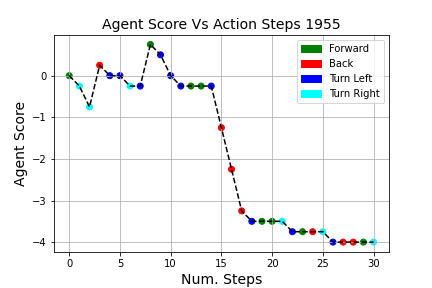 Agent Score Vs Action Steps 1955
Forward
Back
Turn Left
Turn Right
Agent Score
0
−1
−2
−3
−4
0 5 10 15 20 25 30
Num. Steps